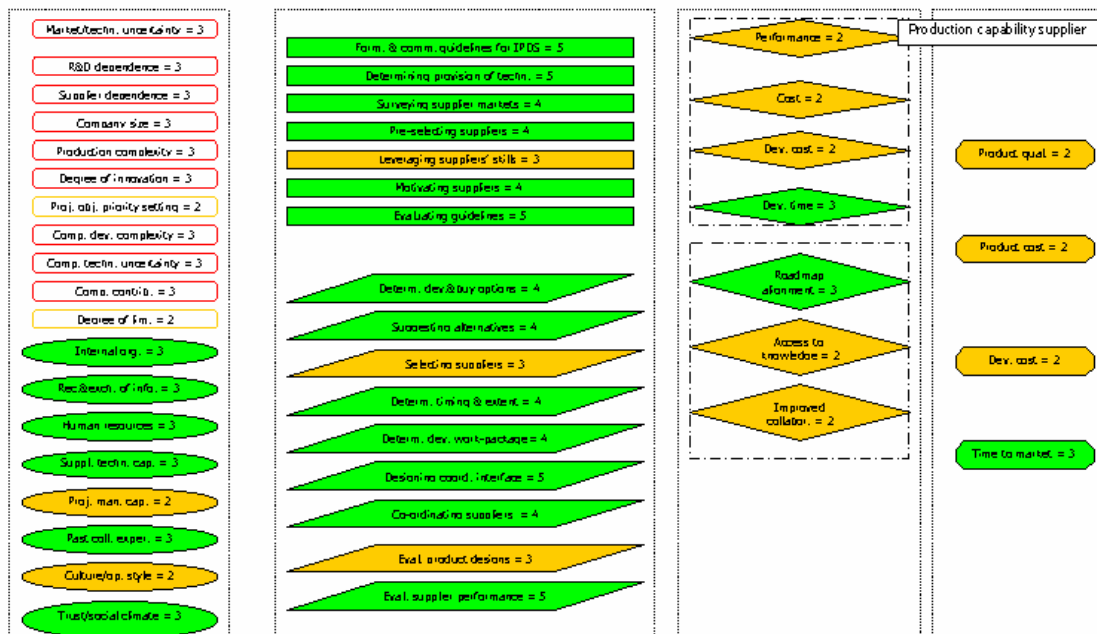 Market/techn. uncertainty = 3
R&D dependence = 3
Supplier dependence = 3
Company size = 3
Production complexity = 3
Degree of innovation = 3
Proj. obj. priority setting = 2
Comp. dev. complexity = 3
Comp. techn. uncertainty = 3
Comp. contrib. = 3
Degree of fm. = 2
Internal org. = 3
Rec.&exch. of info. = 3
Human resources = 3
Suppl. techn. cap. = 3
Proj. man. cap. = 2
Past coll. exper. = 3
Culture/op. style = 2
Trust/social climate = 3
Form. & comm. guidelines for IPDS = 5
Determining provision of techn. = 5
Surveying supplier markets = 4
Pre-selecting suppliers = 4
Leveraging suppliers' skills = 3
Motivating suppliers = 4
Evaluating guidelines = 5
Determ. dev.&buy options = 4
Suggesting alternatives = 4
Selecting suppliers = 3
Determ. timing & extent = 4
Determ. dev. work-package = 4
Designing coord. interface = 5
Co-ordinating suppliers = 4
Eval. product designs = 3
Eval. supplier performance = 5
Performance = 2
Cost = 2
Dev. cost = 2
Dev. time = 3
Roadmap
alignment = 3
Access to
knowledge = 2
Improved
collabor. = 2
Production capability supplier
Product qual. = 2
Product cost = 2
Dev. cost = 2
Time to market = 3